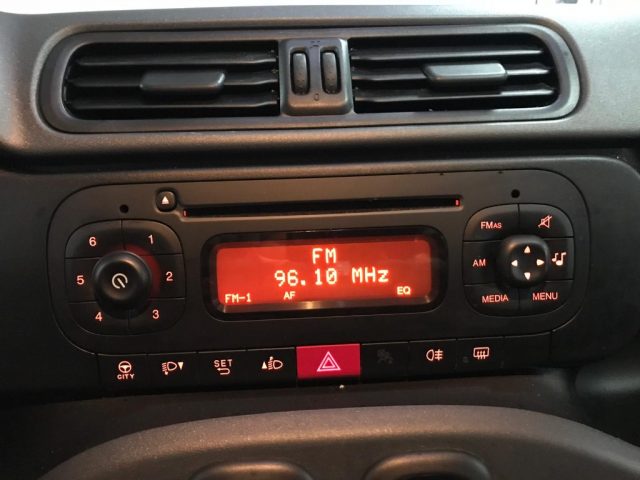 FM
96.10 MHz
FM-1 AF EQ
6 1
5 2
4 3
FMAS
AM
MEDIA MENU
CITY
SET